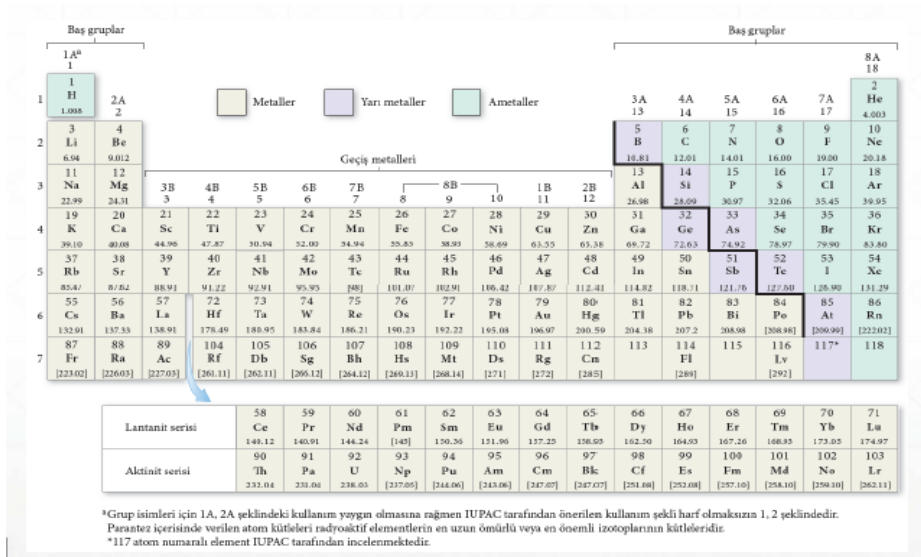 Baş gruplar Baş gruplar
1Aª 8A
1 18
1 2
H 2A 3A 4A 5A 6A 7A He
1.008 2 Metaller Yarı metaller Ametaller 13 14 15 16 17 4.003
1
3 4 5 6 7 8 9 10
2 Li Be B C N O F Ne
6.94 9.012 10.81 12.01 14.01 16.00 19.00 20.18
Geçiş metalleri
11 12 13 14 15 16 17 18
3 Na Mg 3B 4B 5B 6B 7B 8B 1B 2B Al Si P S Cl Ar
22.99 24.31 3 4 5 6 7 8 9 10 11 12 26.98 28.09 30.97 32.06 35.45 39.95
19 20 21 22 23 24 25 26 27 28 29 30 31 32 33 34 35 36
4 K Ca Sc Ti V Cr Mn Fe Co Ni Cu Zn Ga Ge As Se Br Kr
39.10 40.08 44.96 47.87 50.94 52.00 54.94 55.85 58.93 58.69 63.55 65.38 69.72 72.63 74.92 78.97 79.90 83.80
37 38 39 40 41 42 43 44 45 46 47 48 49 50 51 52 53 54
5 Rb Sr Y Zr Nb Mo Tc Ru Rh Pd Ag Cd In Sn Sb Te I Xe
85.47 87.62 88.91 91.22 92.91 95.95 [98] 101.07 102.91 106.42 107.87 112.41 114.82 118.71 121.76 127.60 126.90 131.29
55 56 57 72 73 74 75 76 77 78 79 80 81 82 83 84 85 86
6 Cs Ba La Hf Ta W Re Os Ir Pt Au Hg Tl Pb Bi Po At Rn
132.91 137.33 138.91 178.49 180.95 183.84 186.21 190.23 192.22 195.08 196.97 200.59 204.38 207.2 208.98 [208.98] [209.99] [222.02]
87 88 89 104 105 106 107 108 109 110 111 112 113 114 115 116 117* 118
7 Fr Ra Ac Rf Db Sg Bh Hs Mt Ds Rg Cn Fl Lv
[223.02] [226.03] [227.03] [261.11] [262.11] [266.12] [264.12] [269.13] [268.14] [271] [272] [285] [289] [292]
58 59 60 61 62 63 64 65 66 67 68 69 70 71
Lantanit serisi Ce Pr Nd Pm Sm Eu Gd Tb Dy Ho Er Tm Yb Lu
140.12 140.91 144.24 [145] 150.36 151.96 157.25 158.93 162.50 164.93 167.26 168.93 173.05 174.97
90 91 92 93 94 95 96 97 98 99 100 101 102 103
Aktinit serisi Th Pa U Np Pu Am Cm Bk Cf Es Fm Md No Lr
232.04 231.04 238.03 [237.05] [244.06] [243.06] [247.07] [247.07] [251.08] [252.08] [257.10] [258.10] [259.10] [262.11]
ªGrup isimleri için 1A, 2A şeklindeki kullanım yaygın olmasına rağmen IUPAC tarafından önerilen kullanım şekli harf olmaksızın 1, 2 şeklindedir.
Parantez içerisinde verilen atom kütleleri radyoaktif elementlerin en uzun ömürlü veya en önemli izotoplarının kütleleridir.
*117 atom numaralı element IUPAC tarafından incelenmektedir.